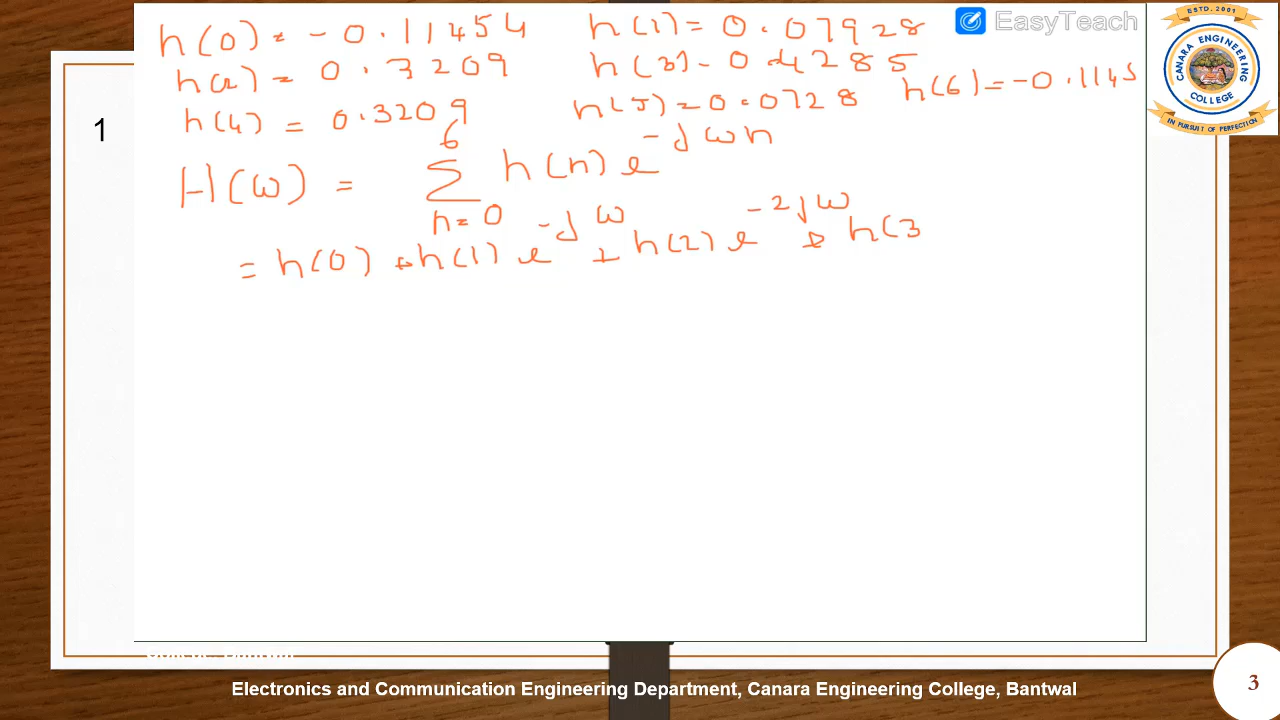 h(0) = -0.11454 h(1) = 0.07928
h(2) = 0.3209 h(3) - 0.4285
h(4) = 0.3209 h(5) = 0.0728 h(6) = -0.1145
H(ω) = 6 Σ n=0 h(n) e^-jωn
= h(0) + h(1) e^-jω + h(2) e^-2jω + h(3
EasyTeach
ESTD. 2001
CANARA ENGINEERING
COLLEGE
IN PURSUIT OF PERFECTION
1
Electronics and Communication Engineering Department, Canara Engineering College, Bantwal
3